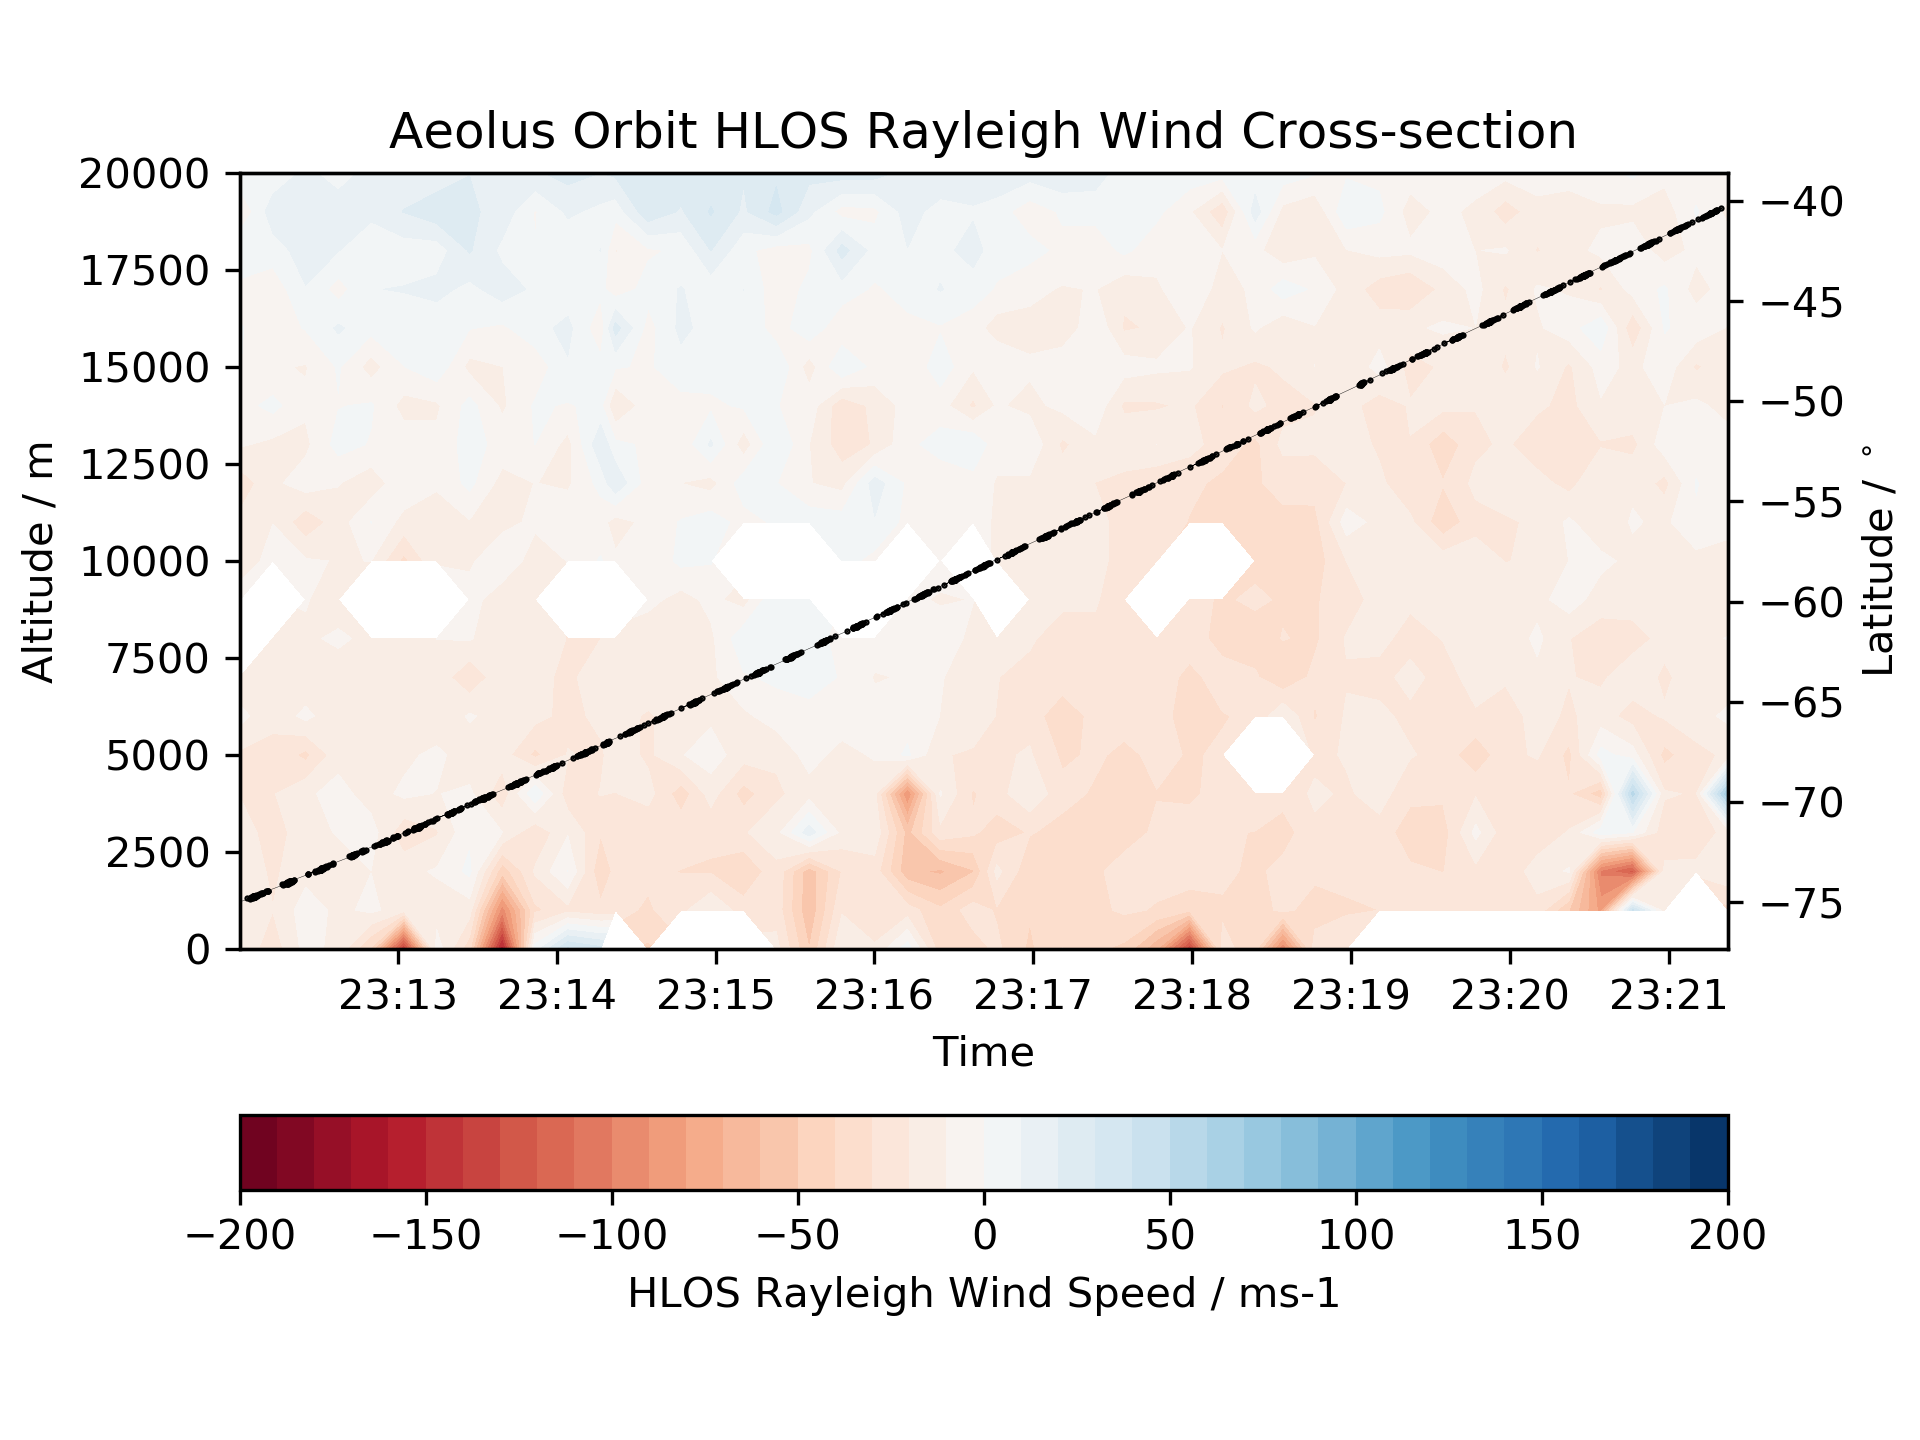 Aeolus Orbit HLOS Rayleigh Wind Cross-section
20000
17500
15000
12500
10000
7500
5000
2500
0
Altitude / m
−40
−45
−50
−55
−60
−65
−70
−75
Latitude / °
23:13 23:14 23:15 23:16 23:17 23:18 23:19 23:20 23:21
Time
−200 −150 −100 −50 0 50 100 150 200
HLOS Rayleigh Wind Speed / ms-1